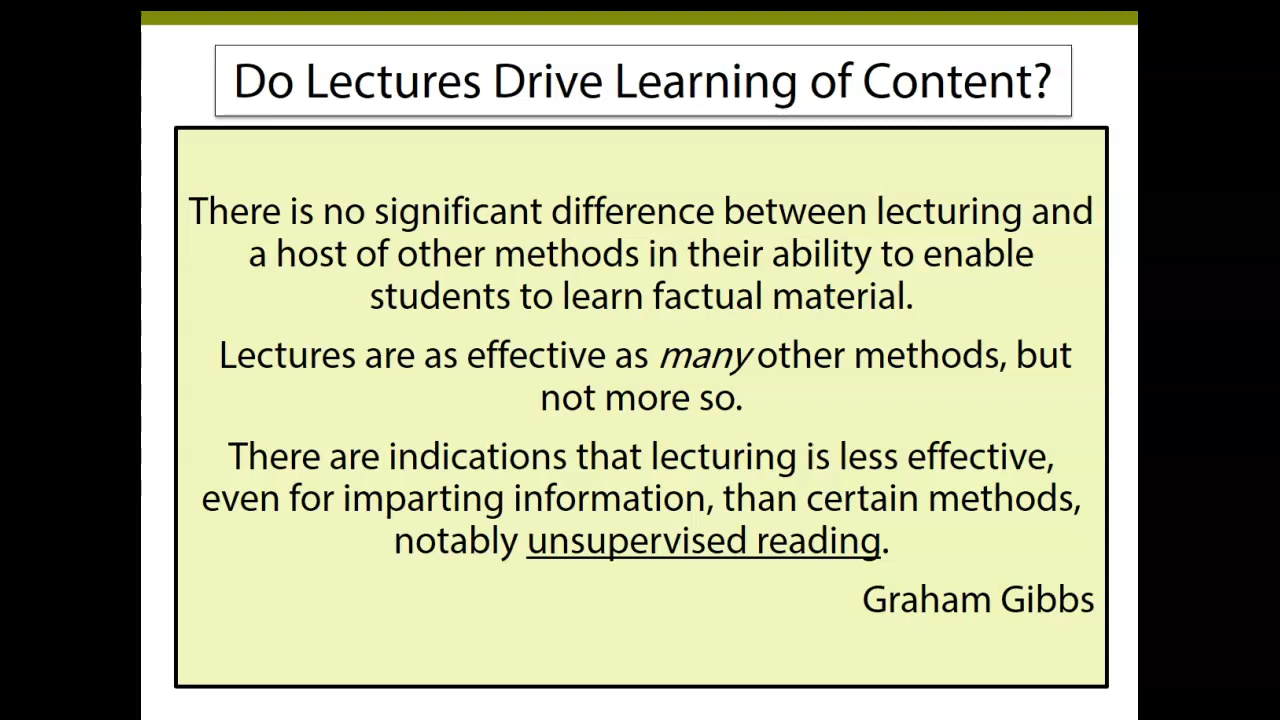 Do Lectures Drive Learning of Content?
There is no significant difference between lecturing and
a host of other methods in their ability to enable
students to learn factual material.
Lectures are as effective as many other methods, but
not more so.
There are indications that lecturing is less effective,
even for imparting information, than certain methods,
notably unsupervised reading.
Graham Gibbs